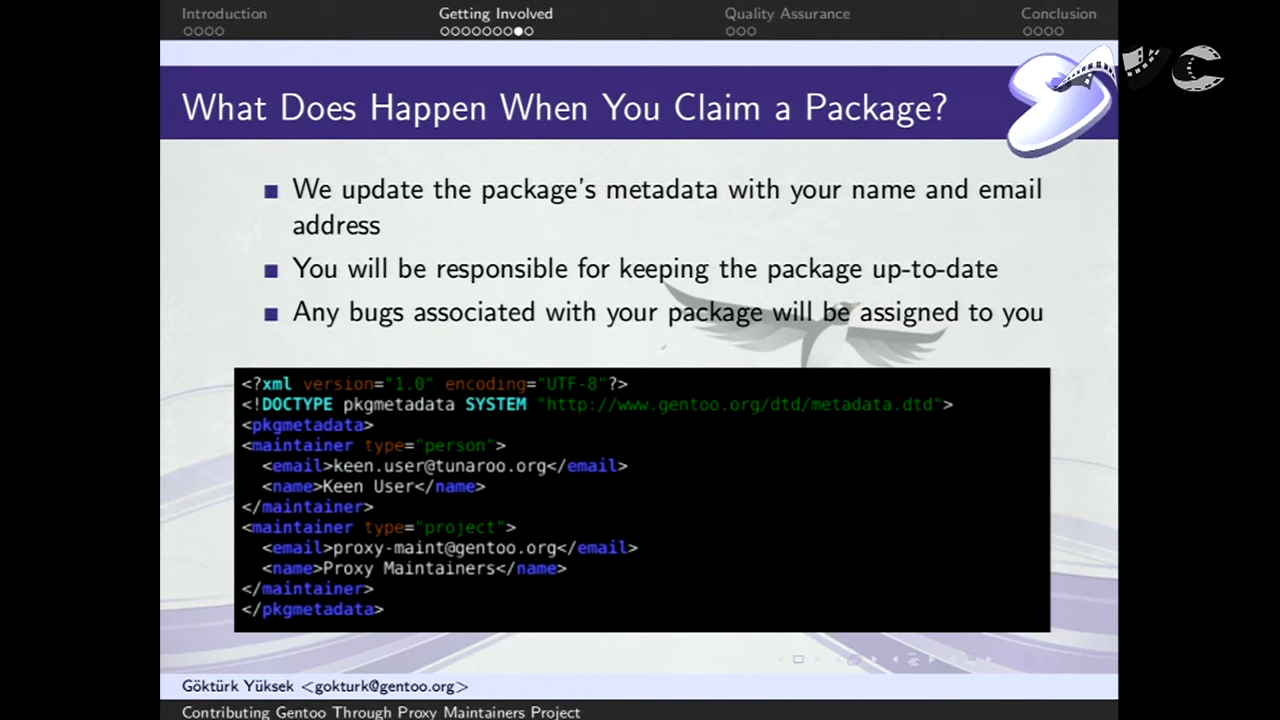 Introduction
Getting Involved
Quality Assurance
Conclusion
What Does Happen When You Claim a Package?
We update the package's metadata with your name and email
address
You will be responsible for keeping the package up-to-date
Any bugs associated with your package will be assigned to you
<?xml version="1.0" encoding="UTF-8"?>
<!DOCTYPE pkgmetadata SYSTEM "http://www.gentoo.org/dtd/metadata.dtd">
<pkgmetadata>
<maintainer type="person">
  <email>keen.user@tunaroo.org</email>
  <name>Keen User</name>
</maintainer>
<maintainer type="project">
  <email>proxy-maint@gentoo.org</email>
  <name>Proxy Maintainers</name>
</maintainer>
</pkgmetadata>
Göktürk Yüksek <gokturk@gentoo.org>
Contributing Gentoo Through Proxy Maintainers Project